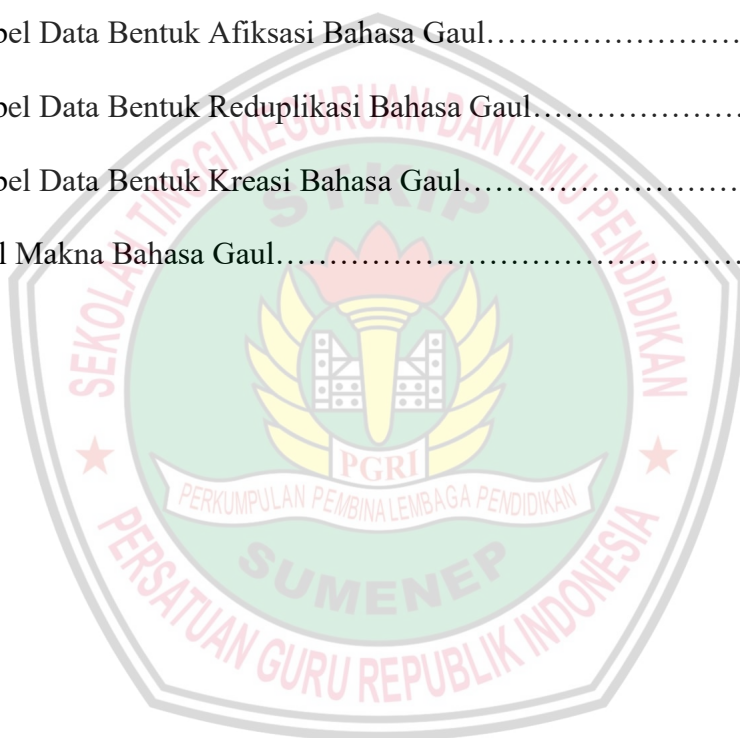 bel Data Bentuk Afiksasi Bahasa Gaul……………………
bel Data Bentuk Reduplikasi Bahasa Gaul…………………
bel Data Bentuk Kreasi Bahasa Gaul………………………
l Makna Bahasa Gaul………………………………………
SEKOLAH TINGGI KEGURUAN DAN ILMU PENDIDIKAN
STKIP
PGRI
PERKUMPULAN PEMBINA LEMBAGA PENDIDIKAN
SUMENEP
PERSATUAN GURU REPUBLIK INDONESIA